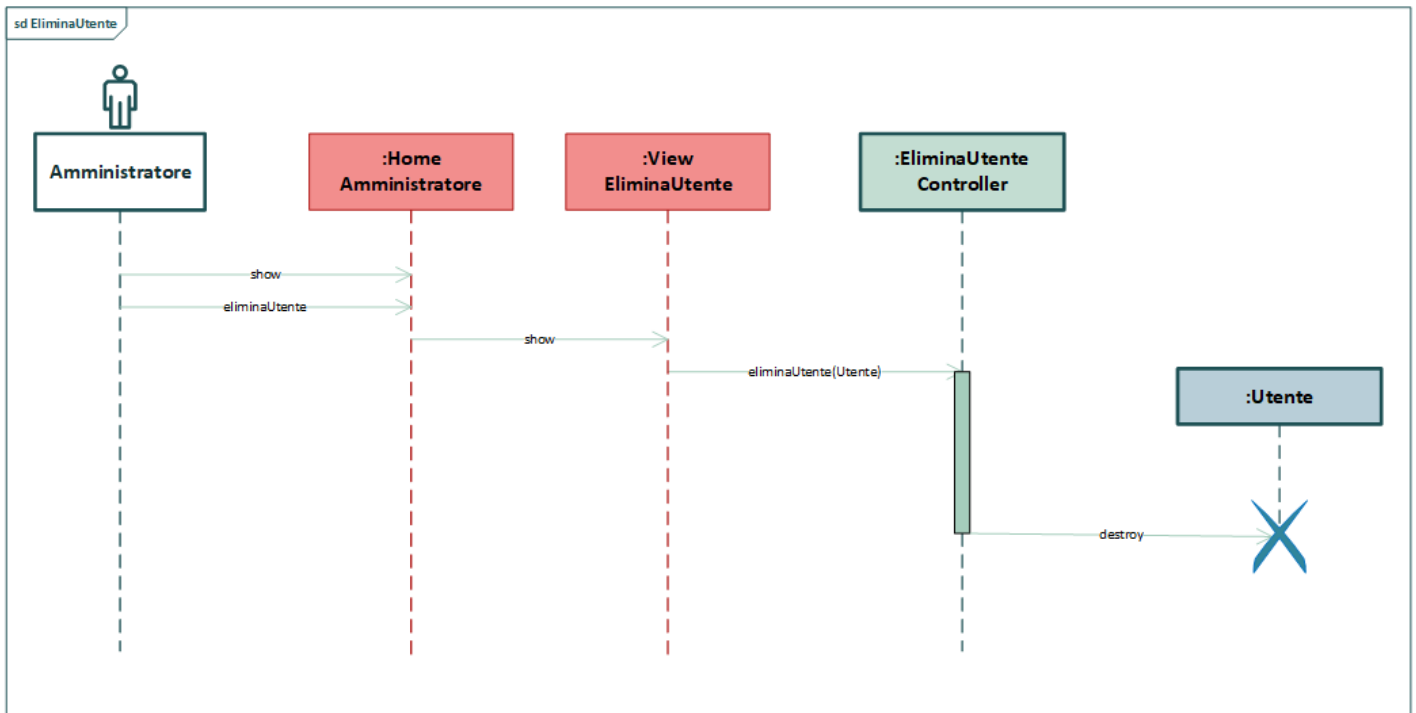 sd EliminaUtente
Amministratore
:Home
Amministratore
:View
EliminaUtente
:EliminaUtente
Controller
show
eliminaUtente
show
eliminaUtente(Utente)
:Utente
destroy